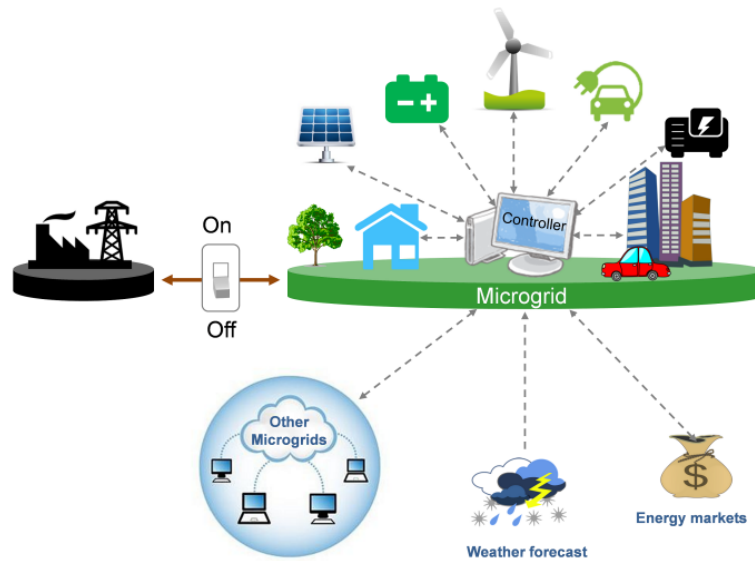 On
Off
Controller
Microgrid
Other
Microgrids
Weather forecast
$
Energy markets